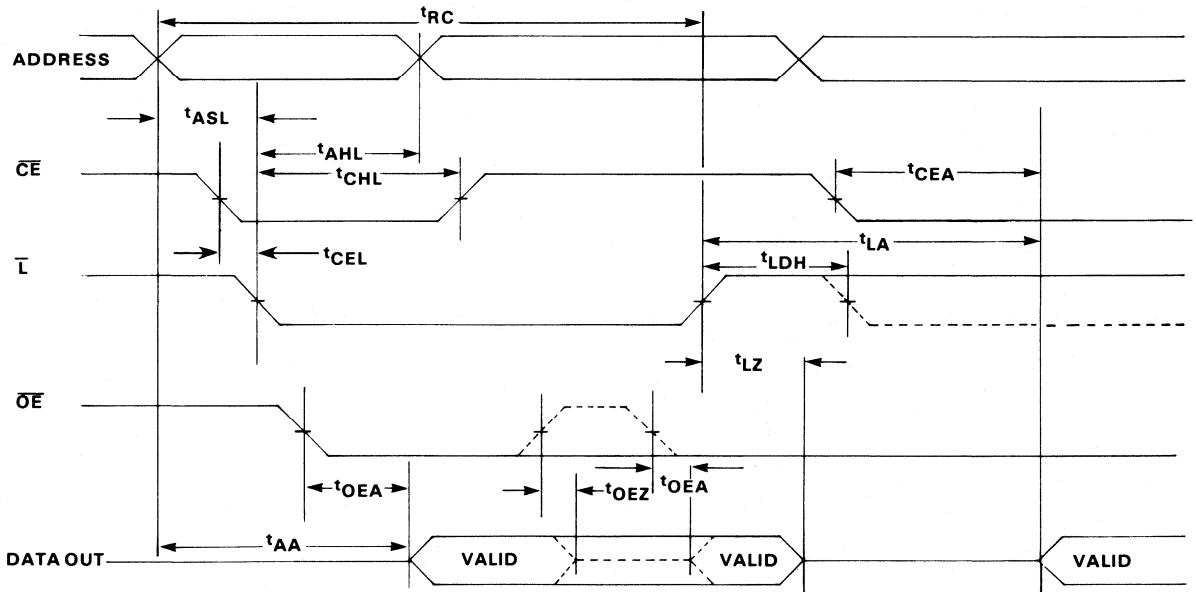 tRC
ADDRESS
tASL
tAHL
CE
tCHL
tCEA
tCEL
tLA
L
tLDH
tLZ
OE
tOEA
tOEZ
tOEA
tAA
DATA OUT
VALID
VALID
VALID